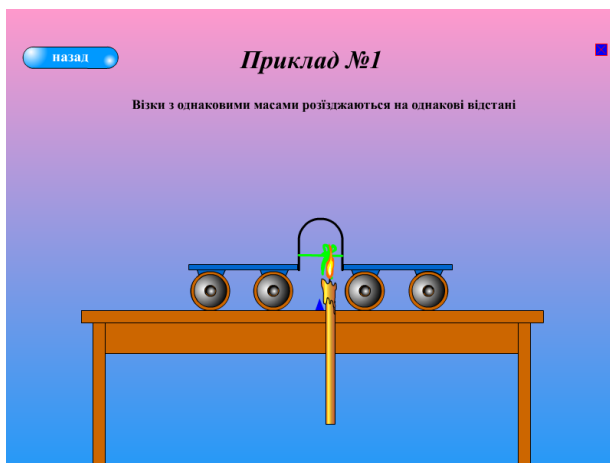 назад
Приклад №1
Візки з однаковими масами розїзджаються на однакові відстані